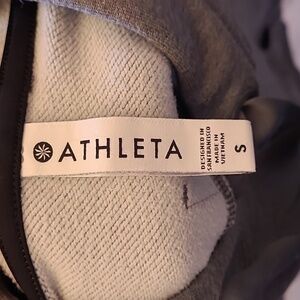 ATHLETA
DESIGNED IN
SAN FRANCISCO
MADE IN
VIETNAM
S